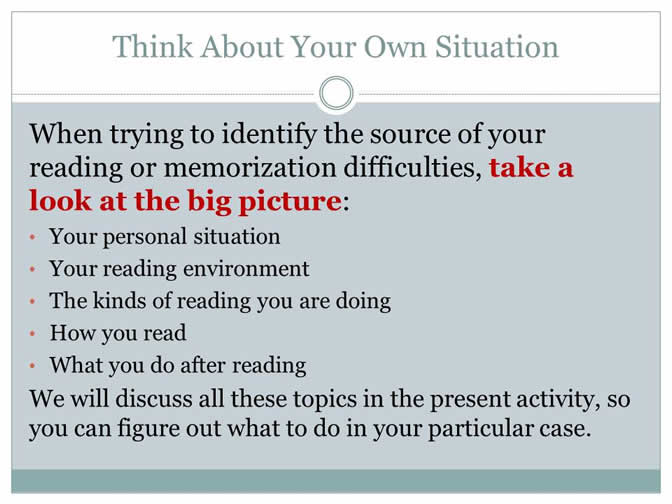 Think About Your Own Situation
When trying to identify the source of your
reading or memorization difficulties, take a
look at the big picture:
• Your personal situation
• Your reading environment
• The kinds of reading you are doing
• How you read
• What you do after reading
We will discuss all these topics in the present activity, so
you can figure out what to do in your particular case.